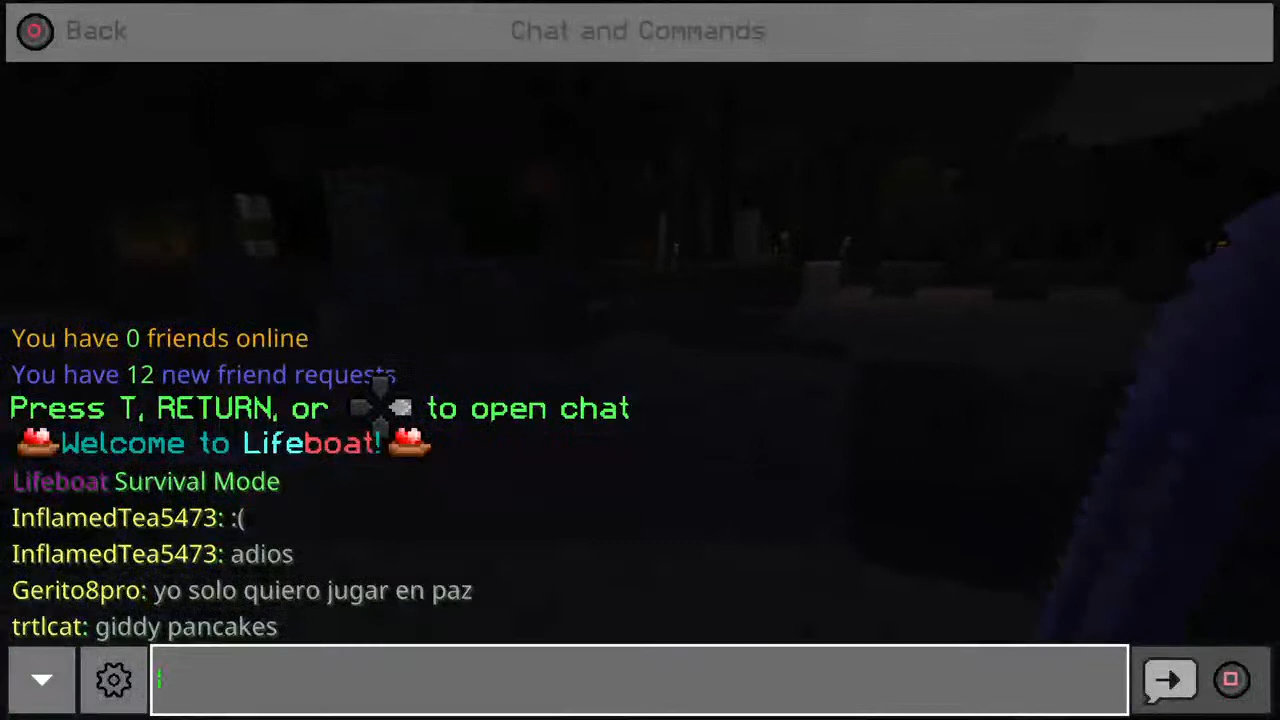 Back
Chat and Commands
You have 0 friends online
You have 12 new friend requests
Press T, RETURN, or to open chat
Welcome to Lifeboat!
Lifeboat Survival Mode
InflamedTea5473: :(
InflamedTea5473: adios
Gerito8pro: yo solo quiero jugar en paz
trtlcat: giddy pancakes